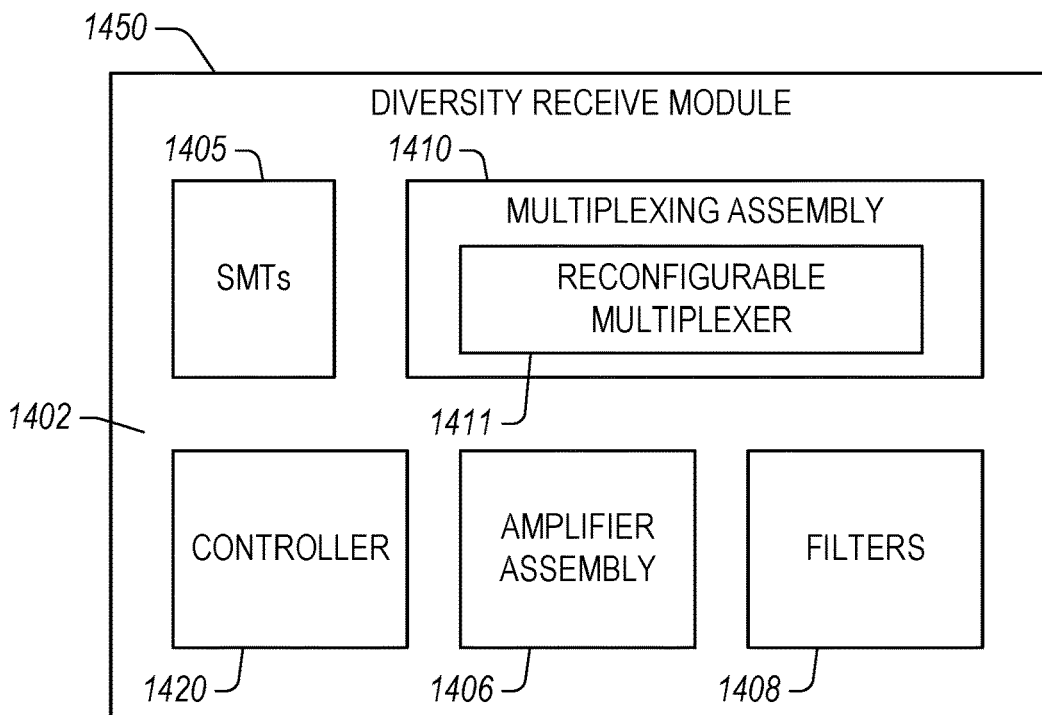 1450
DIVERSITY RECEIVE MODULE
1405
1410
MULTIPLEXING ASSEMBLY
SMTs
RECONFIGURABLE
MULTIPLEXER
1402
1411
CONTROLLER
AMPLIFIER
ASSEMBLY
FILTERS
1420
1406
1408